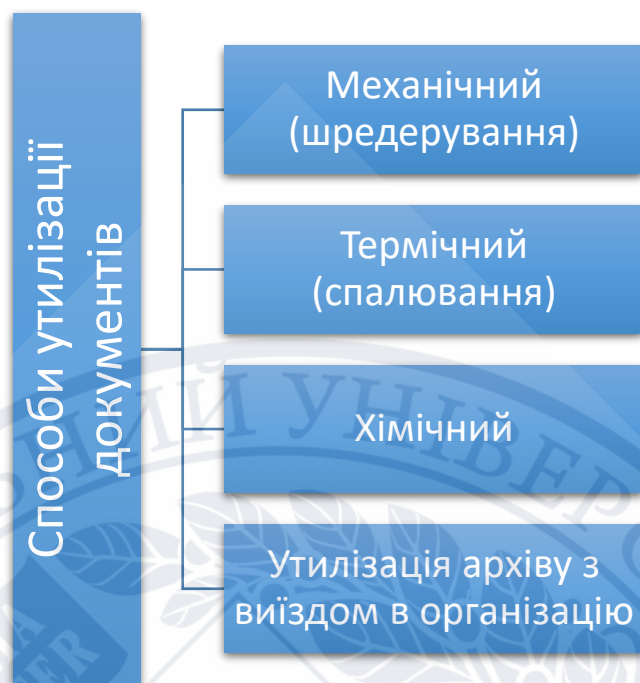 Способи утилізації
документів
Механічний
(шредерування)
Термічний
(спалювання)
Хімічний
Утилізація архіву з
виїздом в організацію